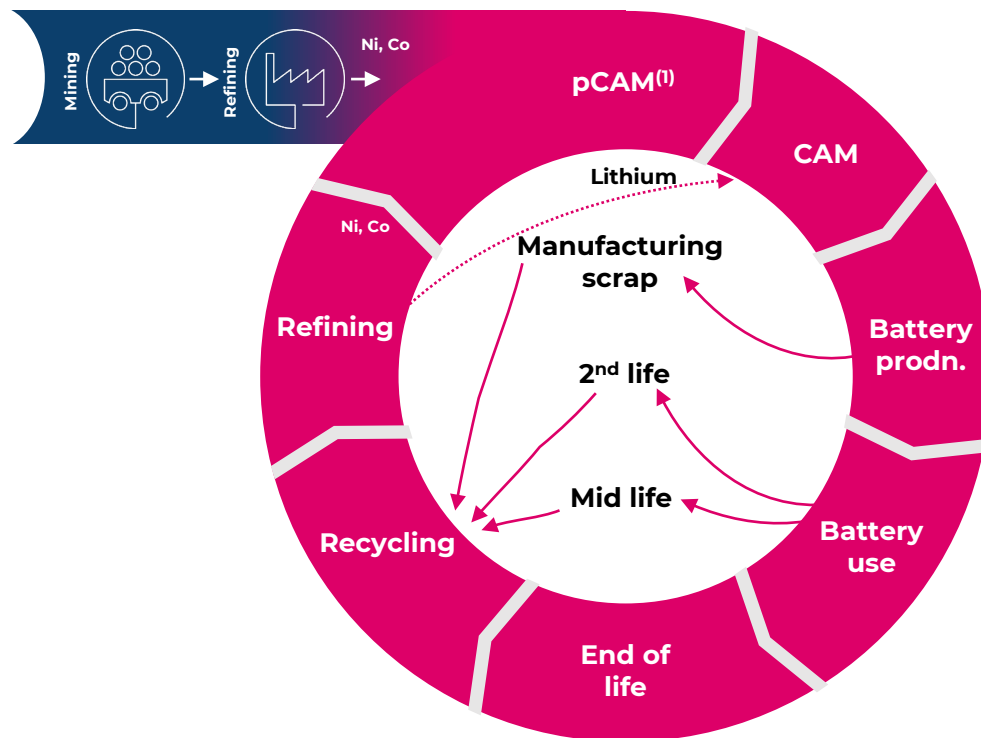 Mining
Refining
Ni, Co
pCAM⁽¹⁾
CAM
Lithium
Ni, Co
Manufacturing
scrap
Refining
Battery
prodn.
2ⁿᵈ life
Mid life
Recycling
Battery
use
End of
life